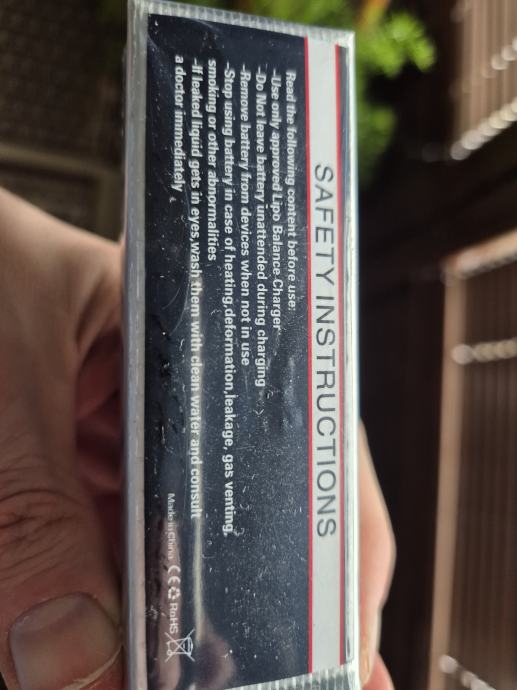 SAFETY INSTRUCTIONS
Read the following content before use:
-Use only approved Lipo Balance Charger
-Do Not leave battery unattended during charging
-Remove battery from devices when not in use
-Stop using battery in case of heating,deformation,leakage, gas venting,
smoking or other abnormalities
-If leaked liquid gets in eyes,wash them with clean water and consult
a doctor immediately
Made in China CE RoHS